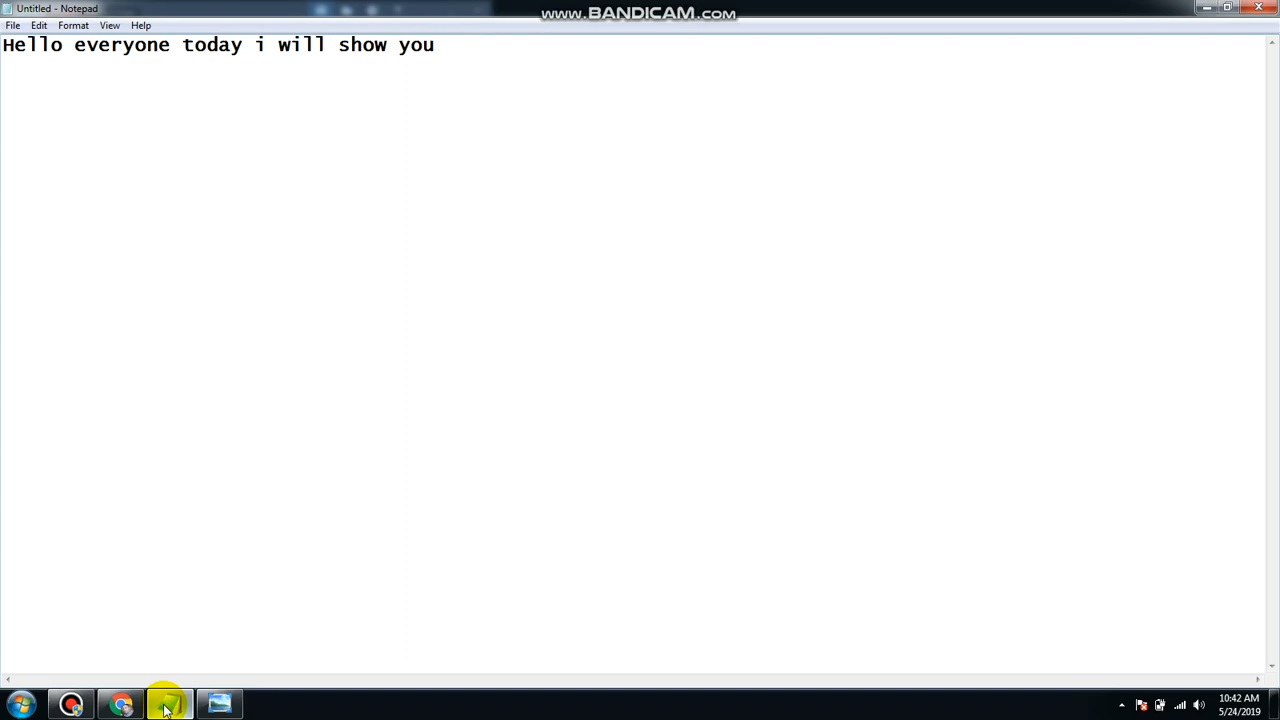 Untitled - Notepad
www.BANDICAM.com
File Edit Format View Help
Hello everyone today i will show you
10:42 AM
5/24/2019